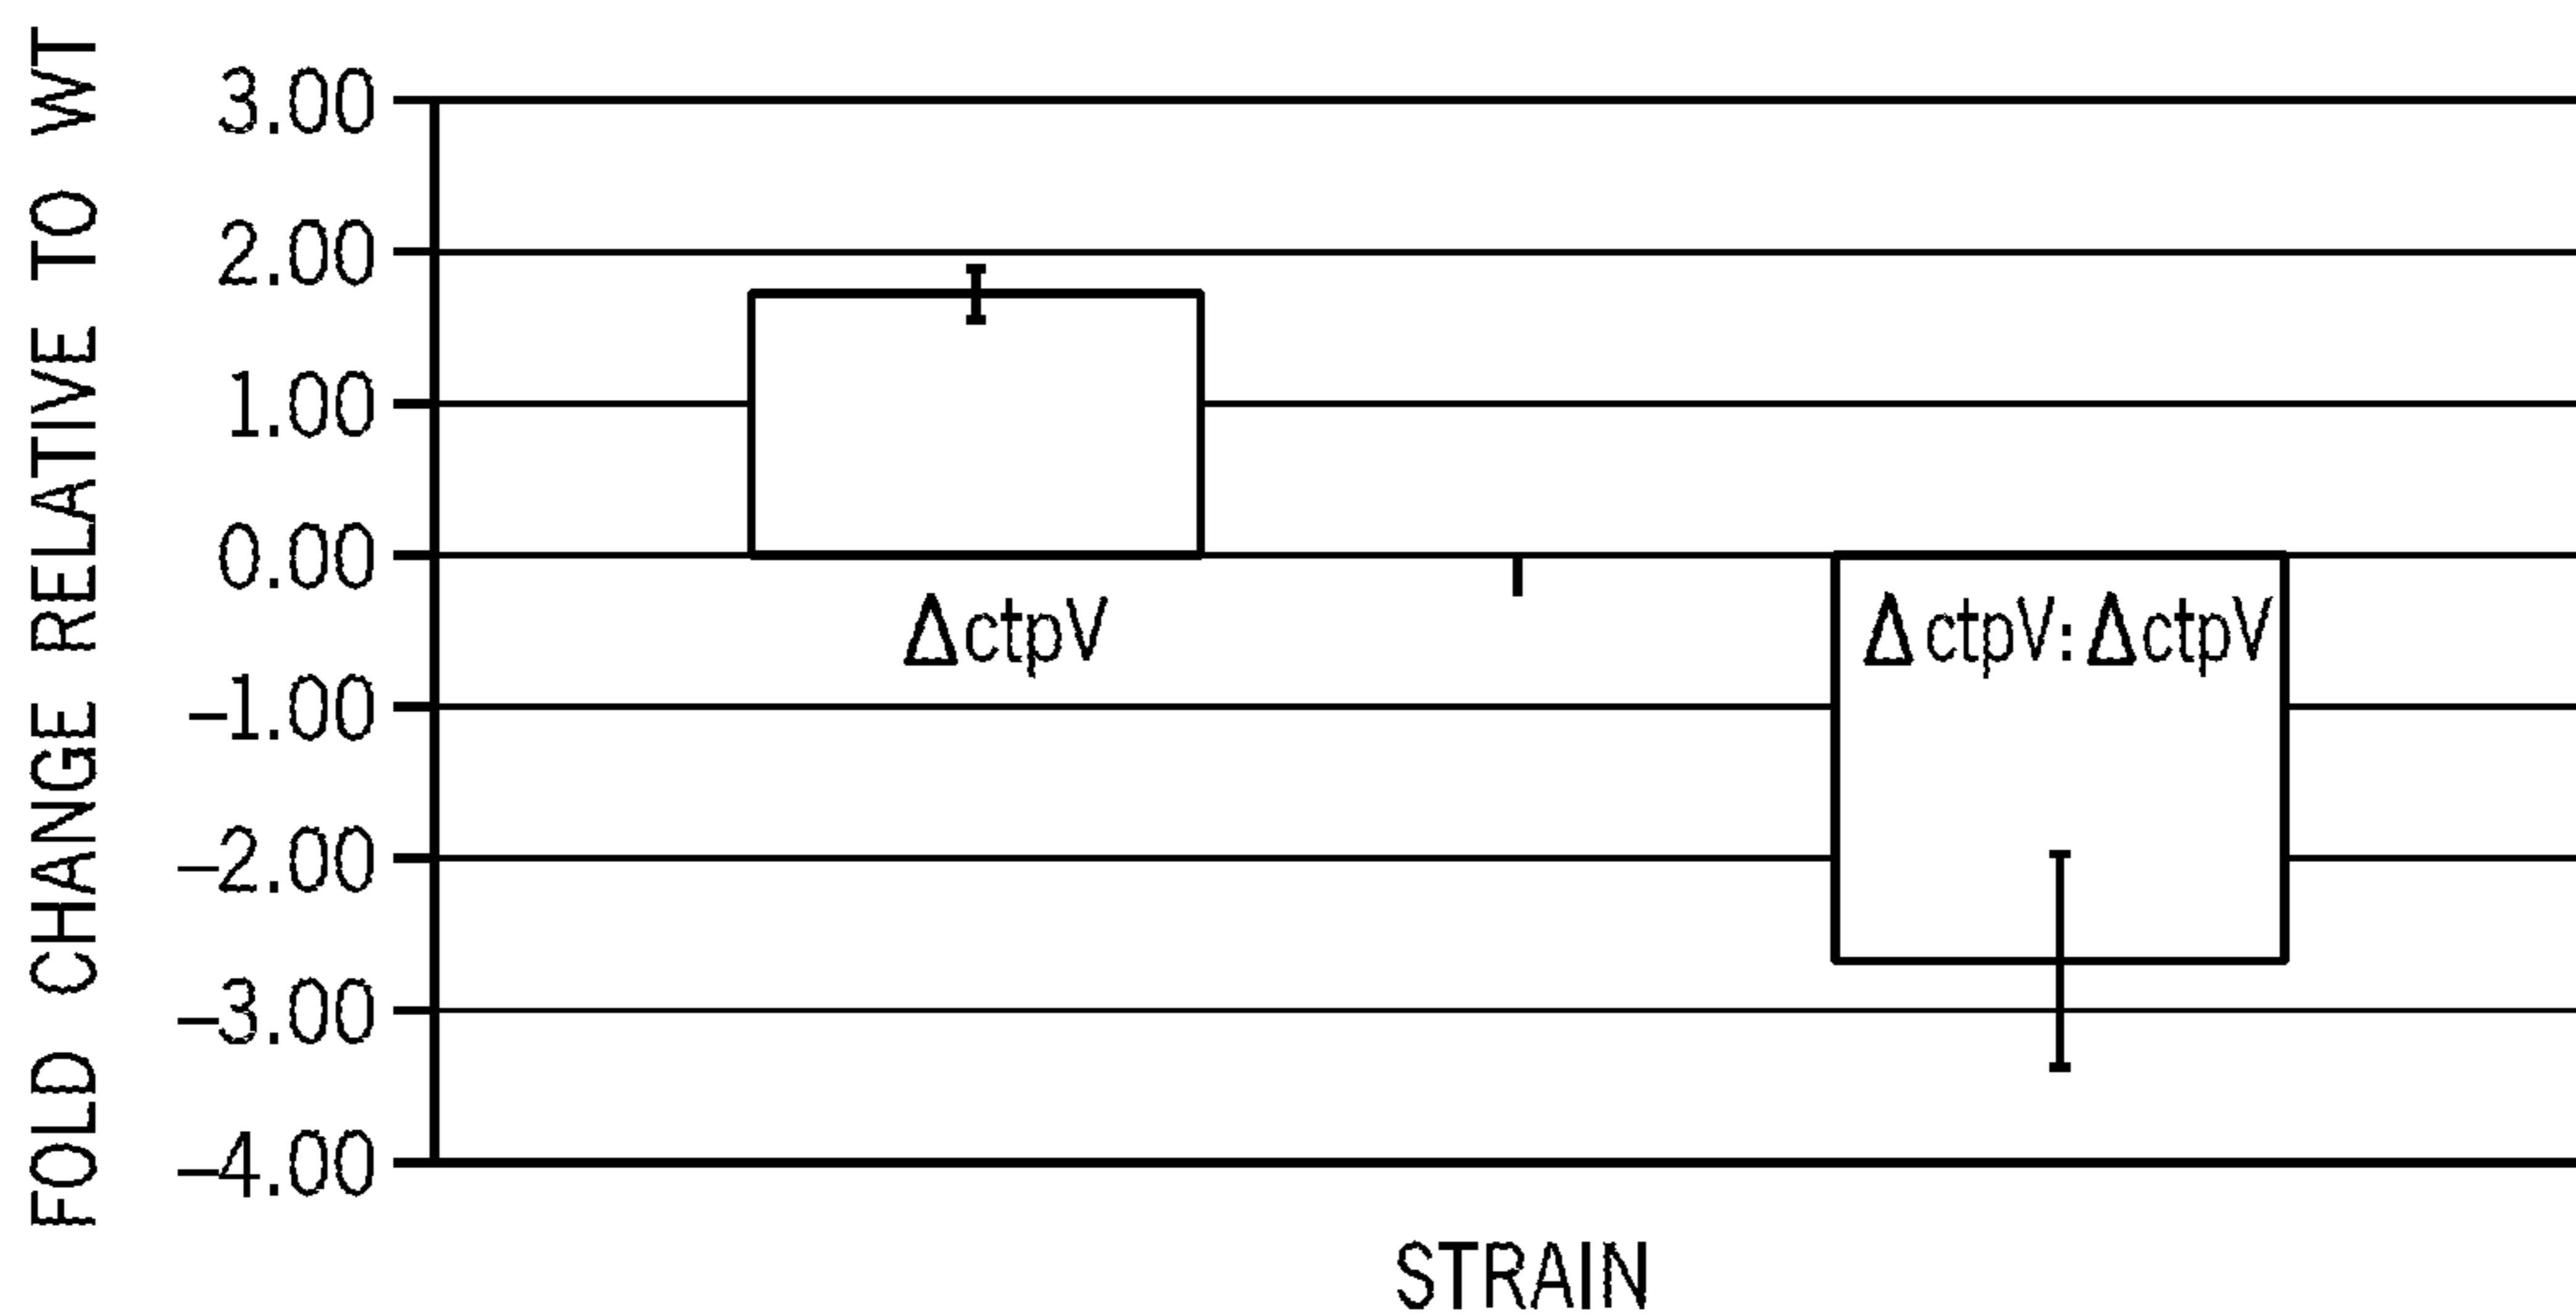 FOLD CHANGE RELATIVE TO WT
3.00
2.00
1.00
0.00
–1.00
–2.00
–3.00
–4.00
ΔctpV
ΔctpV:ΔctpV
STRAIN